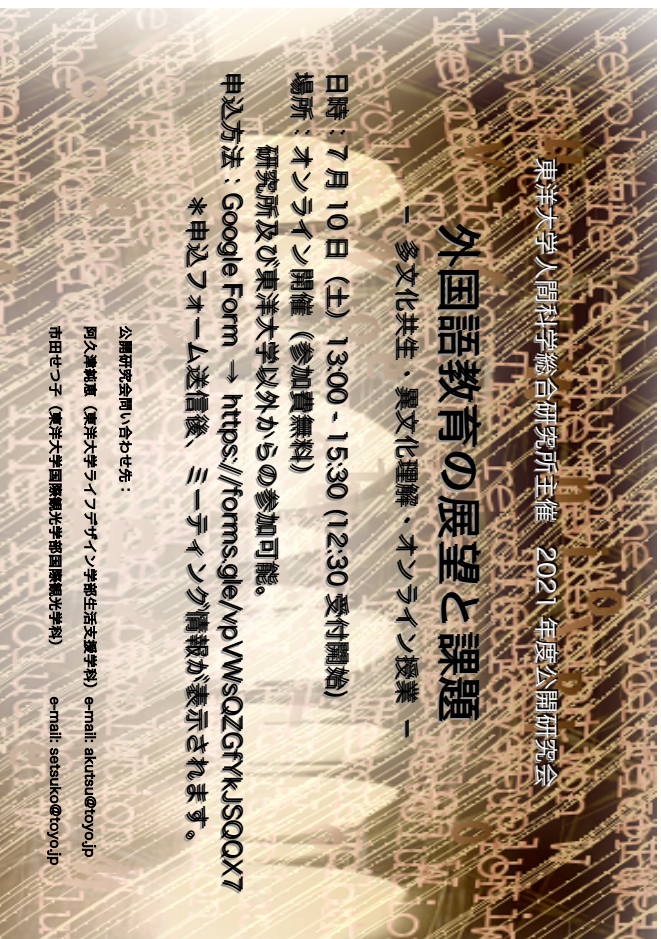 東洋大学人間科学総合研究所主催　2021 年度公開研究会
外国語教育の展望と課題
− 多文化共生・異文化理解・オンライン授業 −
日時：7 月 10 日（土）13:00 - 15:30 (12:30 受付開始)
場所：オンライン開催（参加費無料）
研究所及び東洋大学以外からの参加可能。
申込方法：Google Form → https://forms.gle/vpVWsQZGfYkJSQQX7
＊申込フォーム送信後、ミーティング情報が表示されます。
公開研究会問い合わせ先：
阿久津純恵（東洋大学ライフデザイン学部生活支援学科）e-mail: akutsu@toyo.jp
市田せつ子（東洋大学国際観光学部国際観光学科）　e-mail: setsuko@toyo.jp